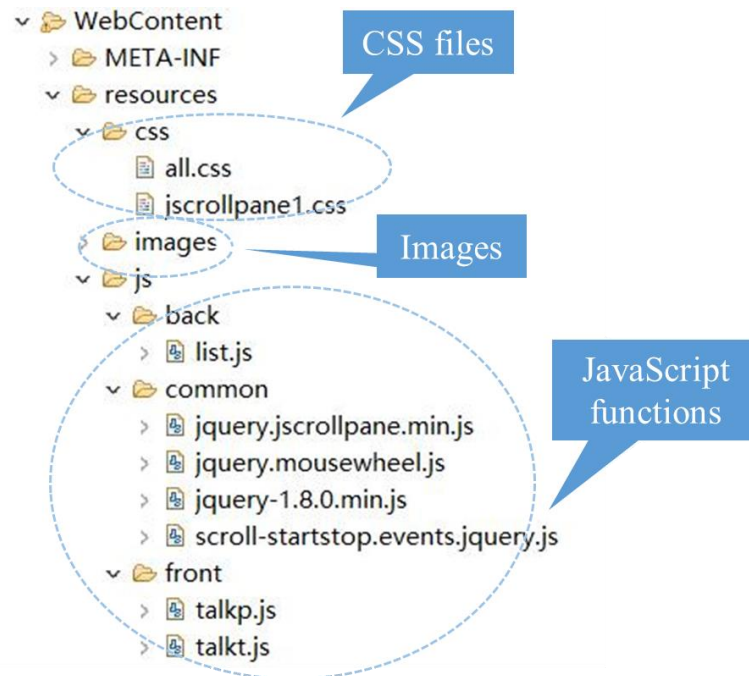 WebContent
META-INF
CSS files
resources
css
all.css
jscrollpane1.css
images
Images
js
back
list.js
common
JavaScript
functions
jquery.jscrollpane.min.js
jquery.mousewheel.js
jquery-1.8.0.min.js
scroll-startstop.events.jquery.js
front
talkp.js
talkt.js